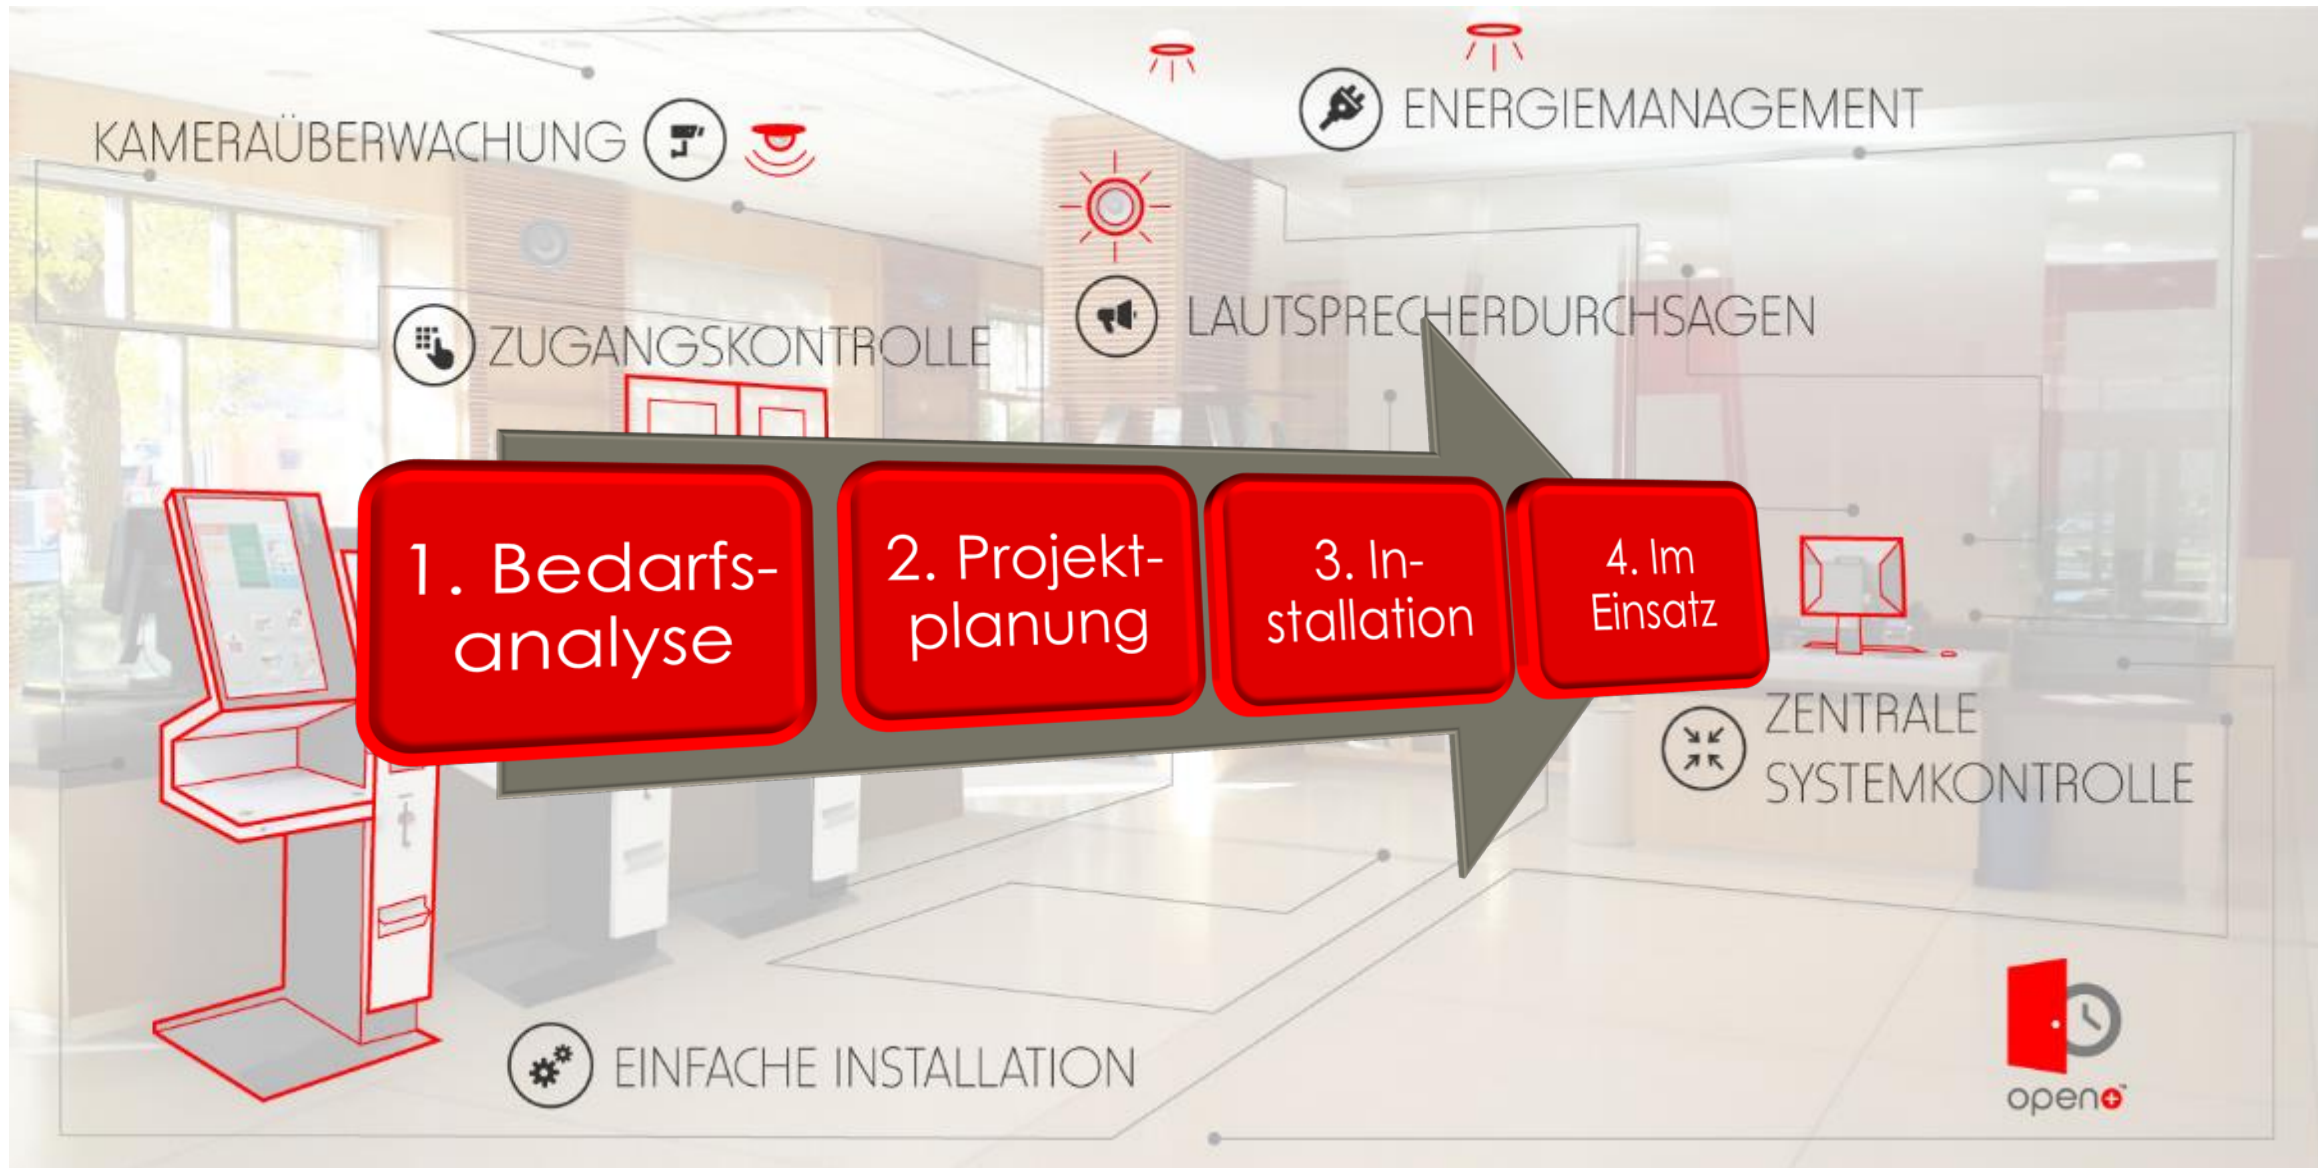 KAMERAÜBERWACHUNG
ENERGIEMANAGEMENT
ZUGANGSKONTROLLE
LAUTSPRECHERDURCHSAGEN
1. Bedarfs-
analyse
2. Projekt-
planung
3. In-
stallation
4. Im
Einsatz
ZENTRALE
SYSTEMKONTROLLE
EINFACHE INSTALLATION
open+™